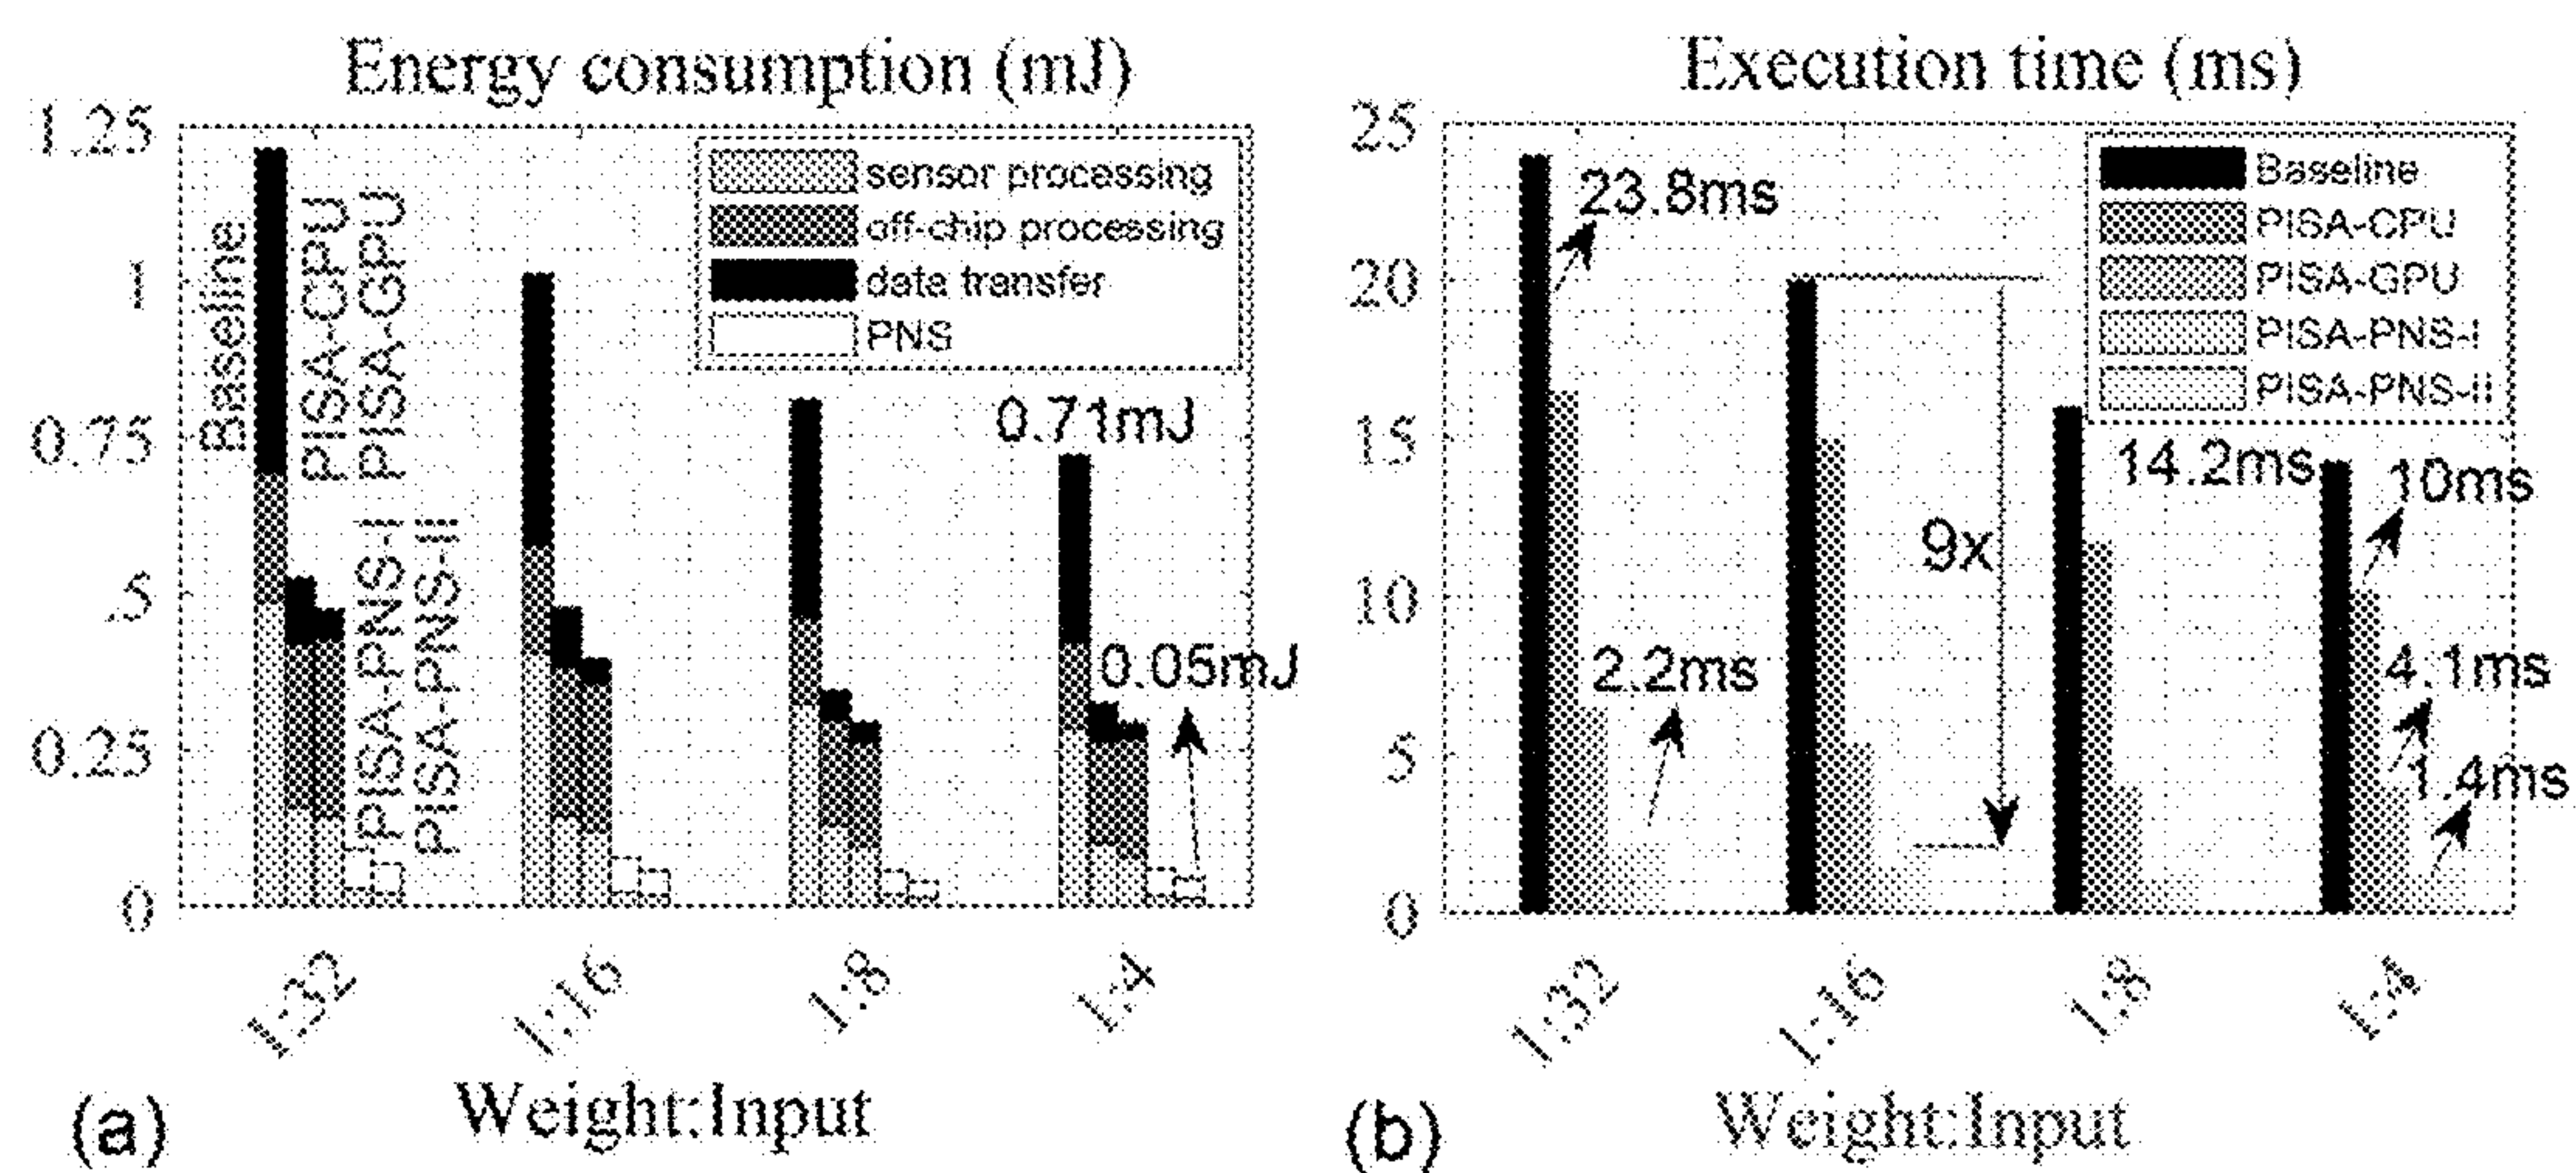 Energy consumption (mJ)
1.25
1
0.75
.5
0.25
0
Baseline
PISA-CPU
PISA-GPU
PISA-PNS-I
PISA-PNS-II
sensor processing
off-chip processing
data transfer
PNS
0.71mJ
0.05mJ
1:32
1:16
1:8
1:4
Weight:Input
(a)
Execution time (ms)
25
20
15
10
5
0
Baseline
PISA-CPU
PISA-GPU
PISA-PNS-I
PISA-PNS-II
23.8ms
2.2ms
9x
14.2ms
10ms
4.1ms
1.4ms
1:32
1:16
1:8
1:4
Weight:Input
(b)